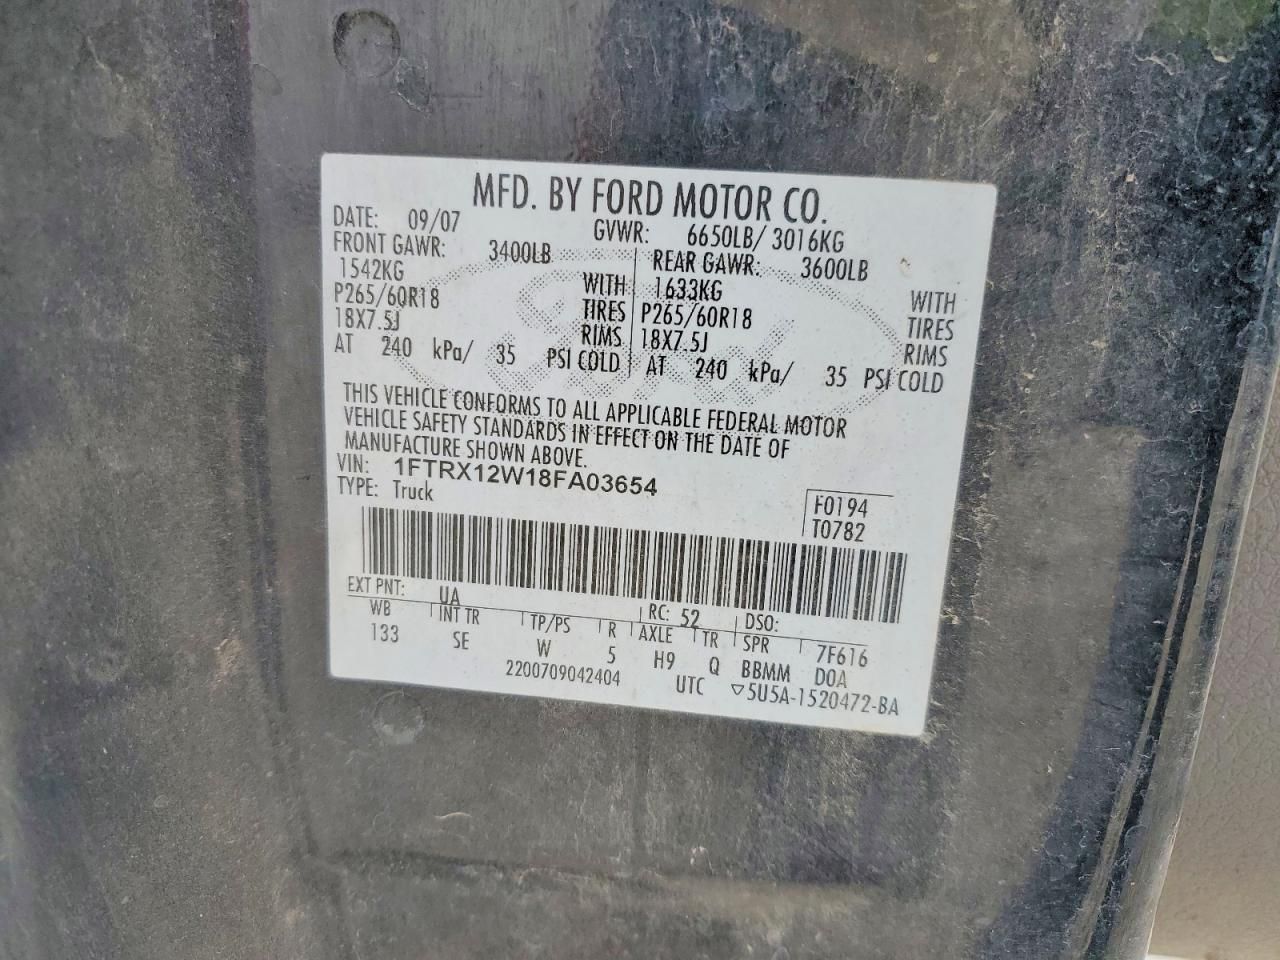 MFD. BY FORD MOTOR CO.
DATE: 09/07 GVWR: 6650LB/ 3016KG
FRONT GAWR: 3400LB REAR GAWR: 3600LB
1542KG WITH 1633KG WITH
P265/60R18 TIRES P265/60R18 TIRES
18X7.5J RIMS 18X7.5J RIMS
AT 240 kPa/ 35 PSI COLD AT 240 kPa/ 35 PSI COLD
THIS VEHICLE CONFORMS TO ALL APPLICABLE FEDERAL MOTOR
VEHICLE SAFETY STANDARDS IN EFFECT ON THE DATE OF
MANUFACTURE SHOWN ABOVE.
VIN: 1FTRX12W18FA03654
TYPE: Truck
F0194
T0782
EXT PNT: UA RC: 52 DSO:
WB INT TR TP/PS R AXLE TR SPR 7F616
133 SE W 5 H9 Q BBMM DOA
2200709042404 UTC ▽5U5A-1520472-BA